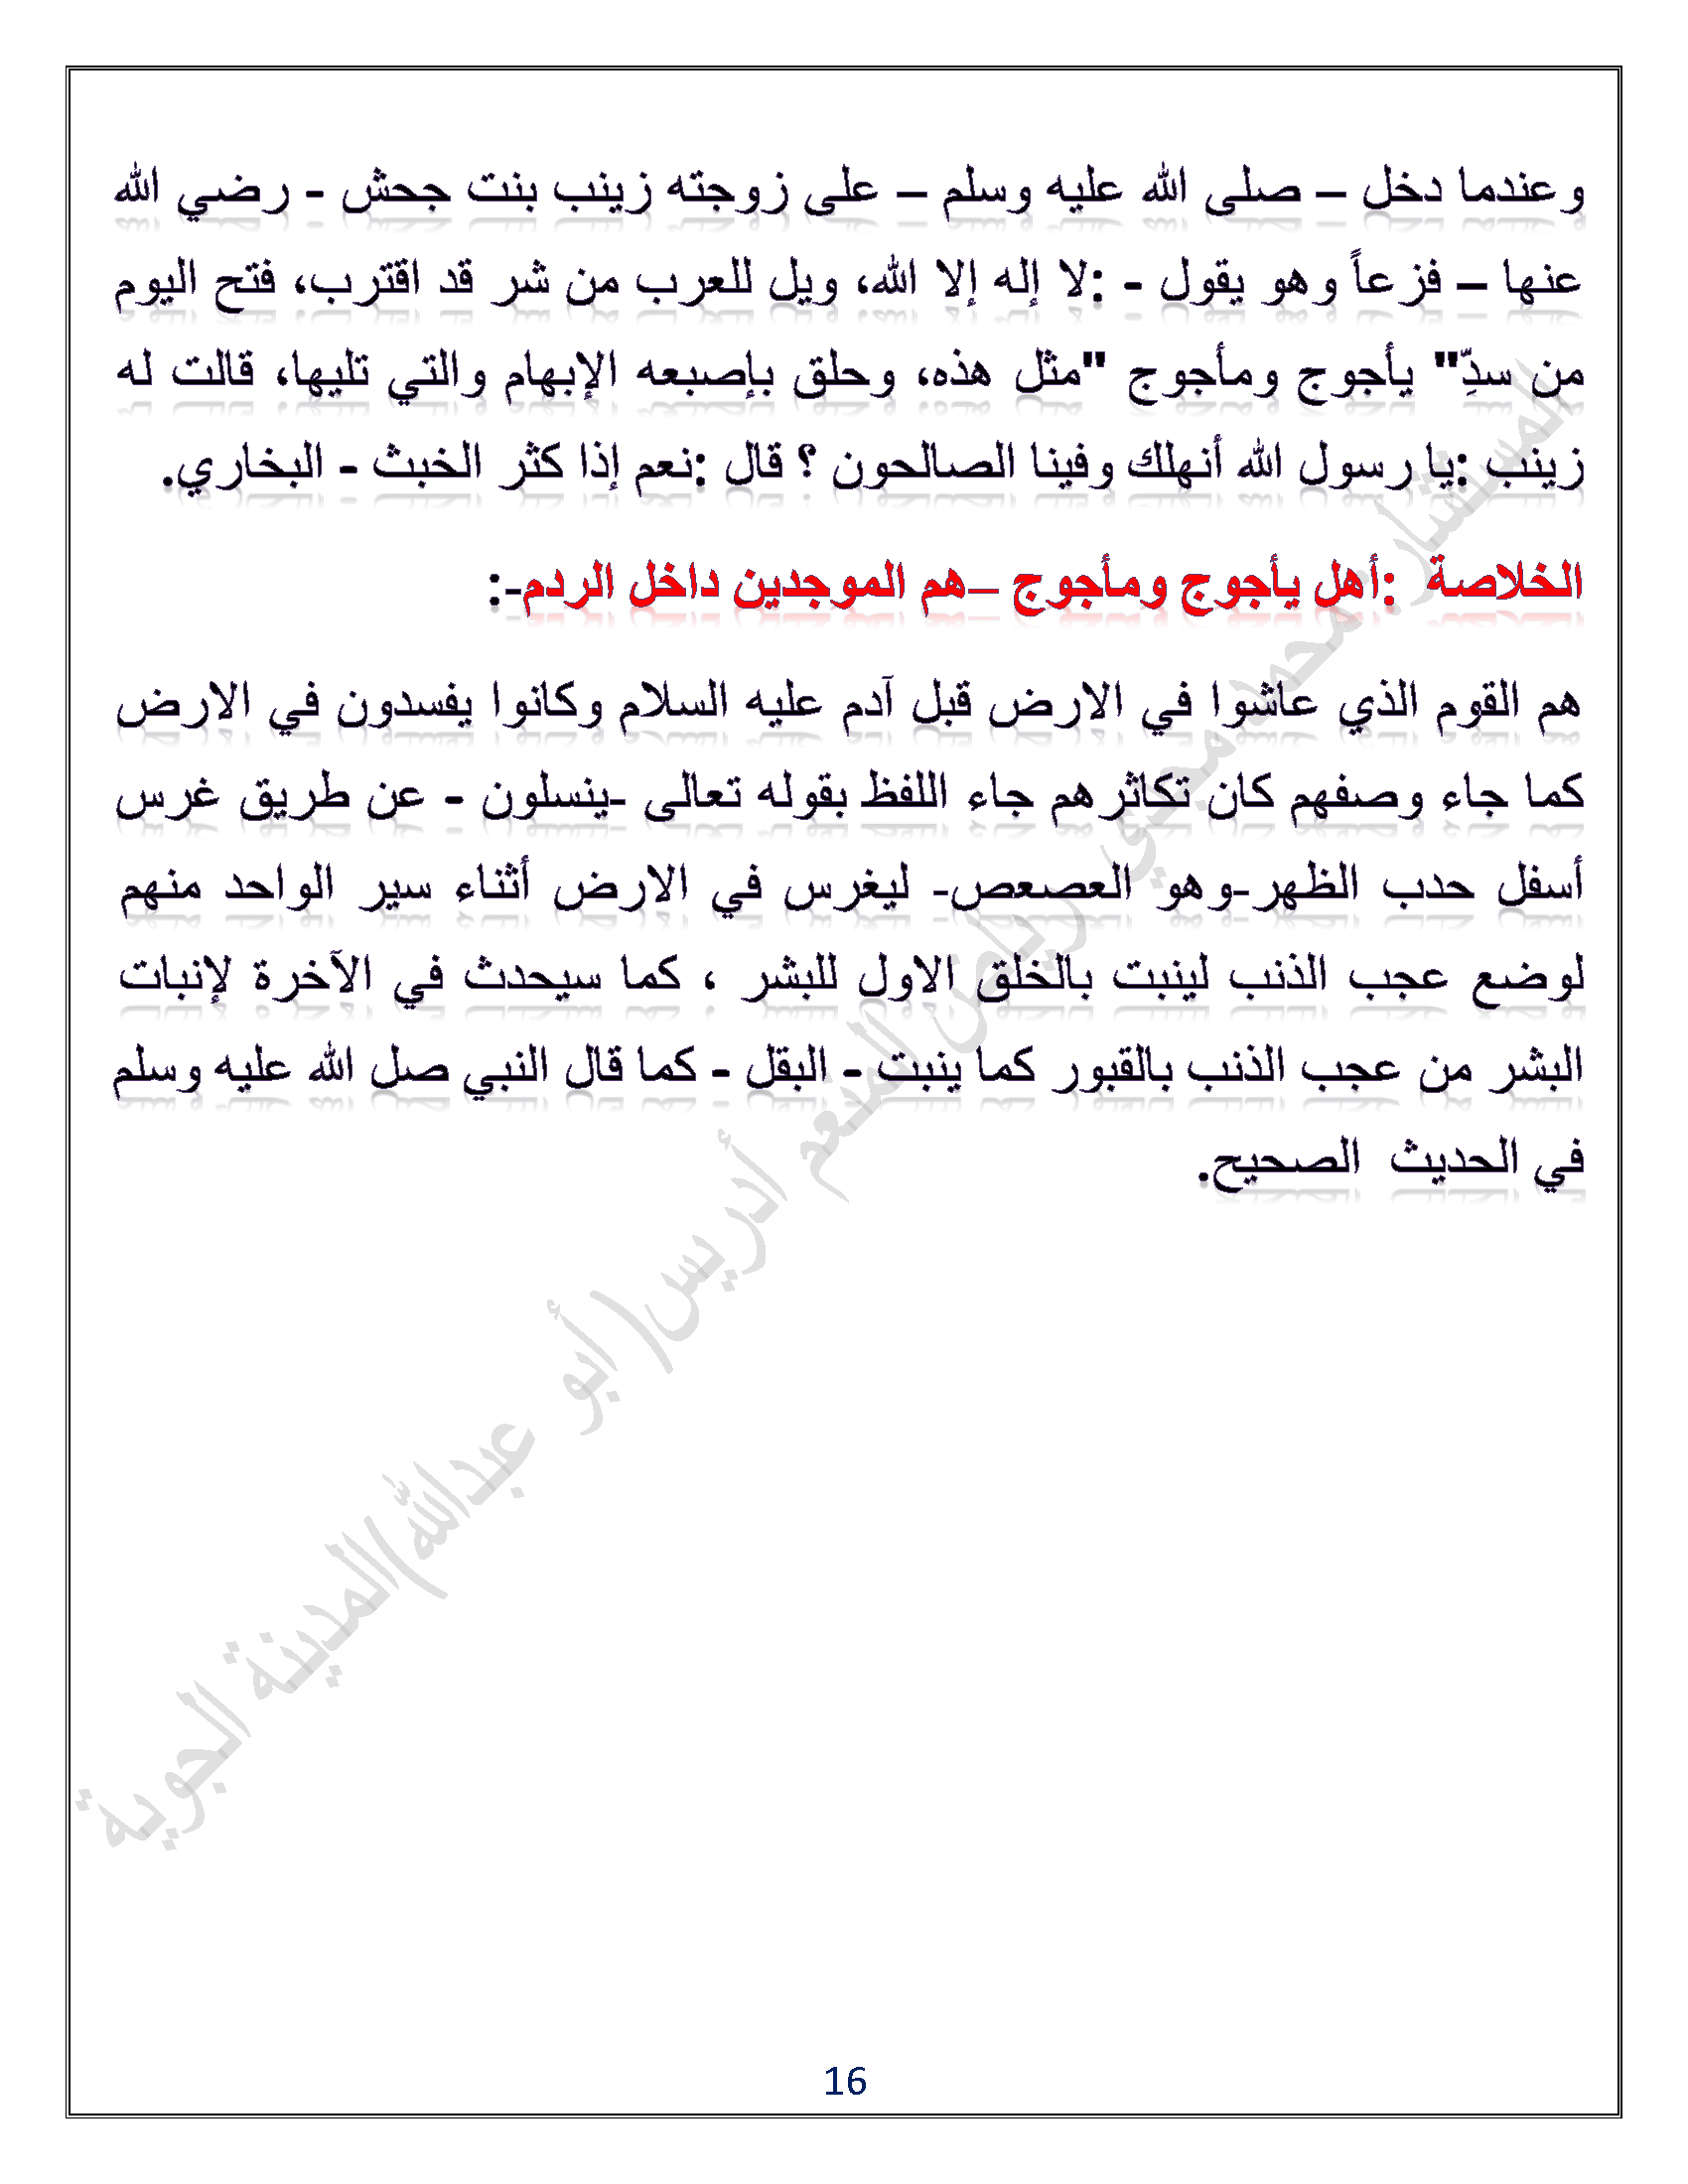 وعندما دخل – صلى الله عليه وسلم – على زوجته زينب بنت جحش - رضي الله
عنها – فزعاً وهو يقول - :لا إله إلا الله، ويل للعرب من شر قد اقترب، فتح اليوم
من سدِّ" يأجوج ومأجوج "مثل هذه، وحلق بإصبعه الإبهام والتي تليها، قالت له
زينب :يا رسول الله أنهلك وفينا الصالحون ؟ قال :نعم إذا كثر الخبث - البخاري.
الخلاصة :أهل يأجوج ومأجوج –هم الموجدين داخل الردم-:
هم القوم الذي عاشوا في الارض قبل آدم عليه السلام وكانوا يفسدون في الارض
كما جاء وصفهم كان تكاثرهم جاء اللفظ بقوله تعالى -ينسلون - عن طريق غرس
أسفل حدب الظهر-وهو العصعص- ليغرس في الارض أثناء سير الواحد منهم
لوضع عجب الذنب لينبت بالخلق الاول للبشر ، كما سيحدث في الآخرة لإنبات
البشر من عجب الذنب بالقبور كما ينبت - البقل - كما قال النبي صل الله عليه وسلم
في الحديث الصحيح.
المستشار. محمد مجدي رياض المنعم أدريس(أبو عبدالله)المدينة الجوية
16